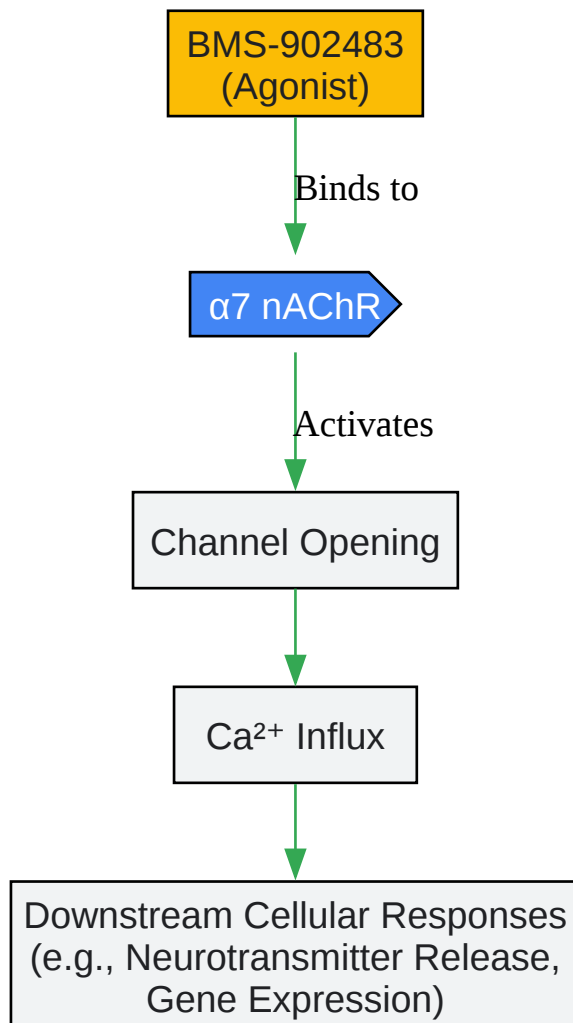 BMS-902483
(Agonist)
Binds to
α7 nAChR
Activates
Channel Opening
Ca²⁺ Influx
Downstream Cellular Responses
(e.g., Neurotransmitter Release,
Gene Expression)